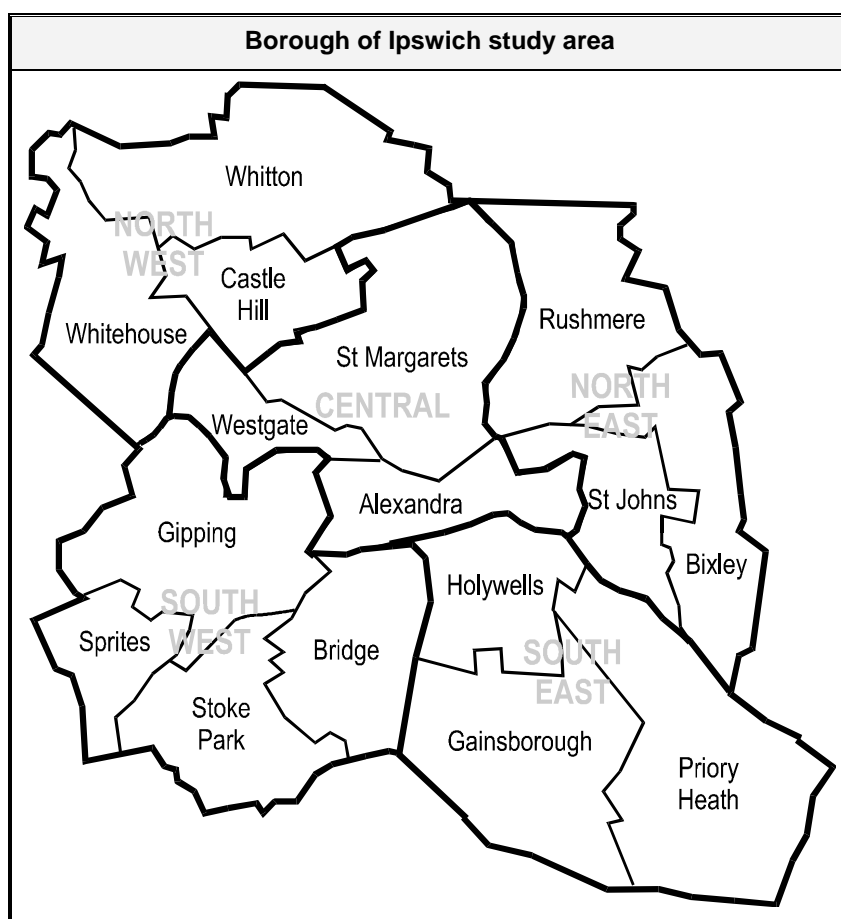 Borough of Ipswich study area
Whitton
NORTH
WEST
Castle
Hill
Whitehouse
Rushmere
St Margarets
NORTH
EAST
CENTRAL
Westgate
St Johns
Alexandra
Gipping
Bixley
Holywells
SOUTH
WEST
Sprites
Bridge
SOUTH
EAST
Stoke
Park
Gainsborough
Priory
Heath